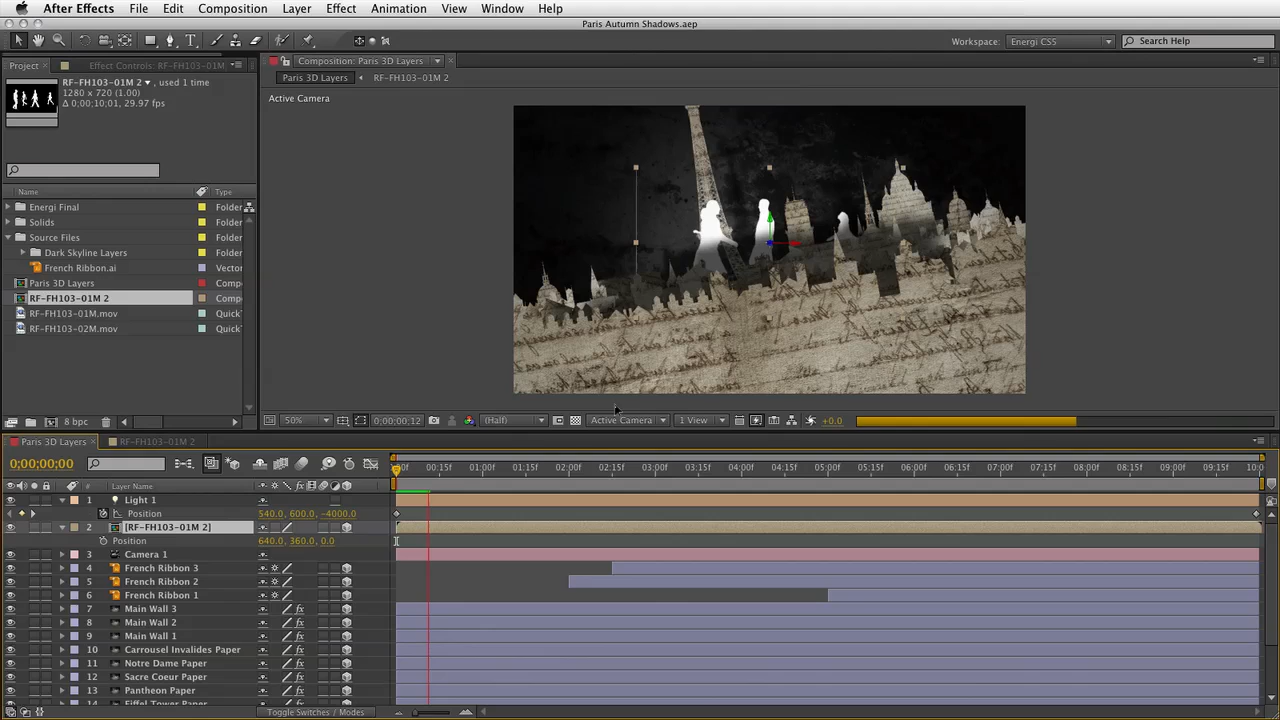 After Effects File Edit Composition Layer Effect Animation View Window Help
Paris Autumn Shadows.aep
Workspace: Energi CSS Search Help
Project Effect Controls: RF-FH103-01M
Composition: Paris 3D Layers
RF-FH103-01M 2 , used 1 time
1280 x 720 (1.00)
Δ 0;00;10;01, 29.97 fps
Paris 3D Layers RF-FH103-01M 2
Active Camera
Name Type
Energi Final Folder
Solids Folder
Source Files Folder
Dark Skyline Layers Folder
French Ribbon.ai Vector
Paris 3D Layers Compo
RF-FH103-01M 2 Compo
RF-FH103-01M.mov QuickT
RF-FH103-02M.mov QuickT
8 bpc
50% 0;00;00;12 (Half) Active Camera 1 View +0.0
Paris 3D Layers RF-FH103-01M 2
0;00;00;00
:00f 00:15f 01:00f 01:15f 02:00f 02:15f 03:00f 03:15f 04:00f 04:15f 05:00f 05:15f 06:00f 06:15f 07:00f 07:15f 08:00f 08:15f 09:00f 09:15f 10:0
# Layer Name
1 Light 1
Position 540.0, 600.0, -4000.0
2 [RF-FH103-01M 2]
Position 640.0, 360.0, 0.0
3 Camera 1
4 French Ribbon 3
5 French Ribbon 2
6 French Ribbon 1
7 Main Wall 3
8 Main Wall 2
9 Main Wall 1
10 Carrousel Invalides Paper
11 Notre Dame Paper
12 Sacre Coeur Paper
13 Pantheon Paper
14 Eiffel Tower Paper
Toggle Switches / Modes